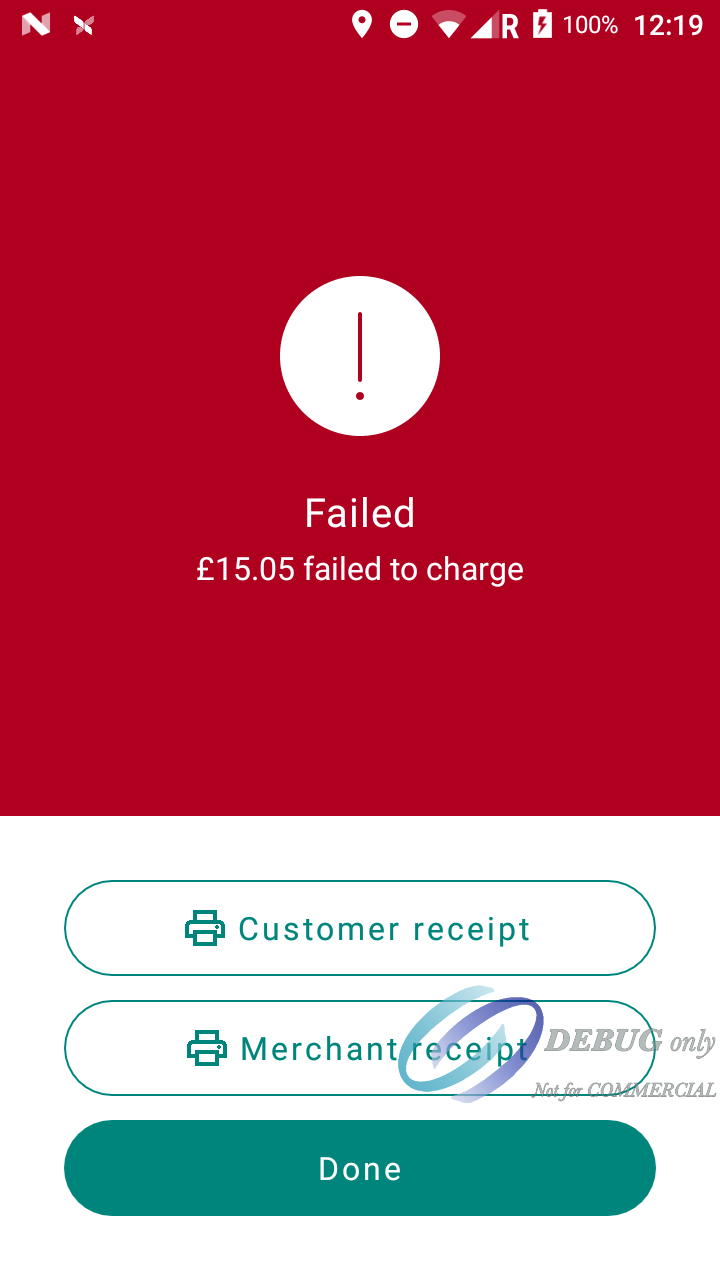 R 100% 12:19
Failed
£15.05 failed to charge
Customer receipt
Merchant receipt
DEBUG only
Not for COMMERCIAL
Done